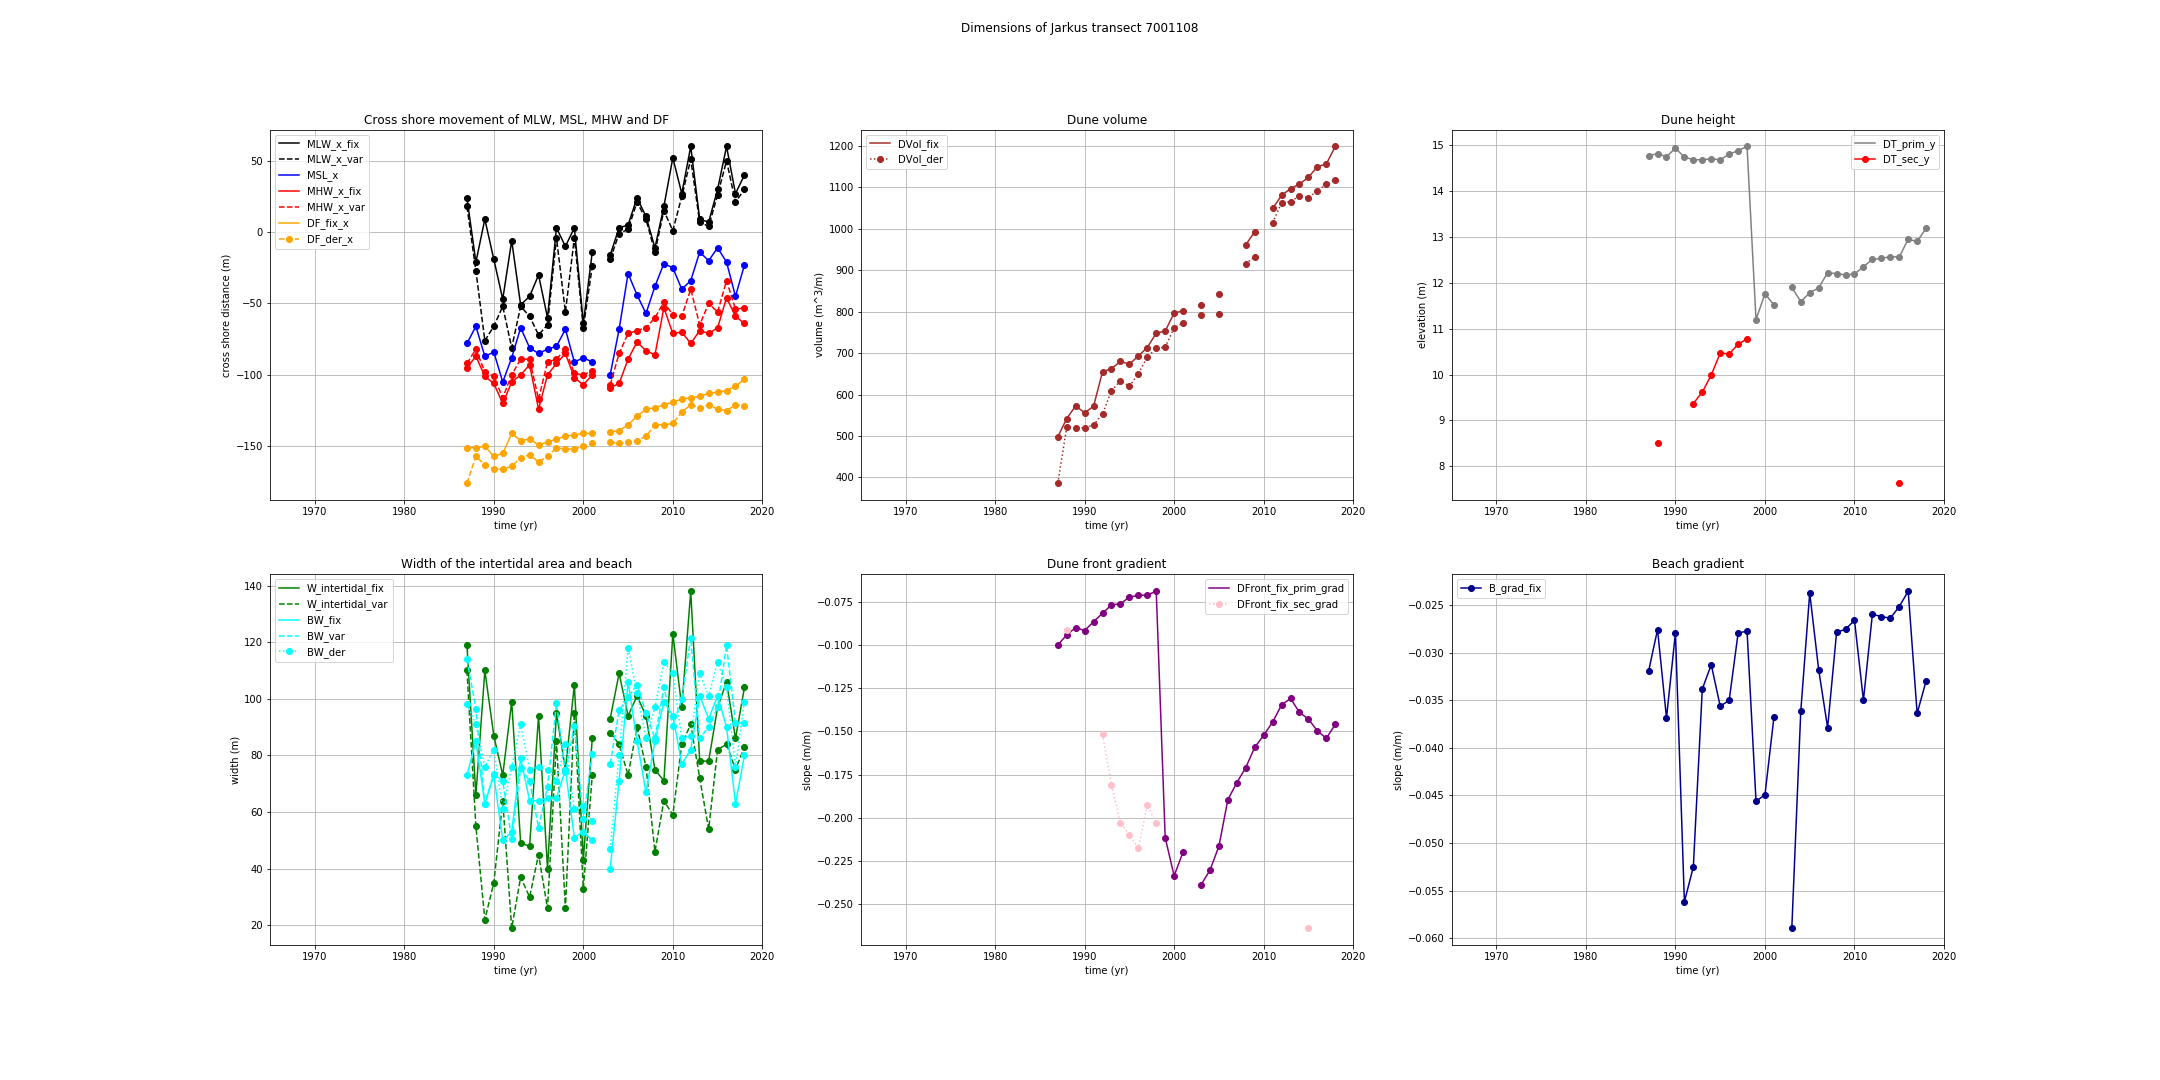 Dimensions of Jarkus transect 7001108
Cross shore movement of MLW, MSL, MHW and DF
MLW_x_fix
MLW_x_var
MSL_x
MHW_x_fix
MHW_x_var
DF_fix_x
DF_der_x
50
0
−50
−100
−150
cross shore distance (m)
1970 1980 1990 2000 2010 2020
time (yr)
Dune volume
DVol_fix
DVol_der
1200
1100
1000
900
800
700
600
500
400
volume (m^3/m)
1970 1980 1990 2000 2010 2020
time (yr)
Dune height
DT_prim_y
DT_sec_y
15
14
13
12
11
10
9
8
elevation (m)
1970 1980 1990 2000 2010 2020
time (yr)
Width of the intertidal area and beach
W_intertidal_fix
W_intertidal_var
BW_fix
BW_var
BW_der
140
120
100
80
60
40
20
width (m)
1970 1980 1990 2000 2010 2020
time (yr)
Dune front gradient
DFront_fix_prim_grad
DFront_fix_sec_grad
−0.075
−0.100
−0.125
−0.150
−0.175
−0.200
−0.225
−0.250
slope (m/m)
1970 1980 1990 2000 2010 2020
time (yr)
Beach gradient
B_grad_fix
−0.025
−0.030
−0.035
−0.040
−0.045
−0.050
−0.055
−0.060
slope (m/m)
1970 1980 1990 2000 2010 2020
time (yr)